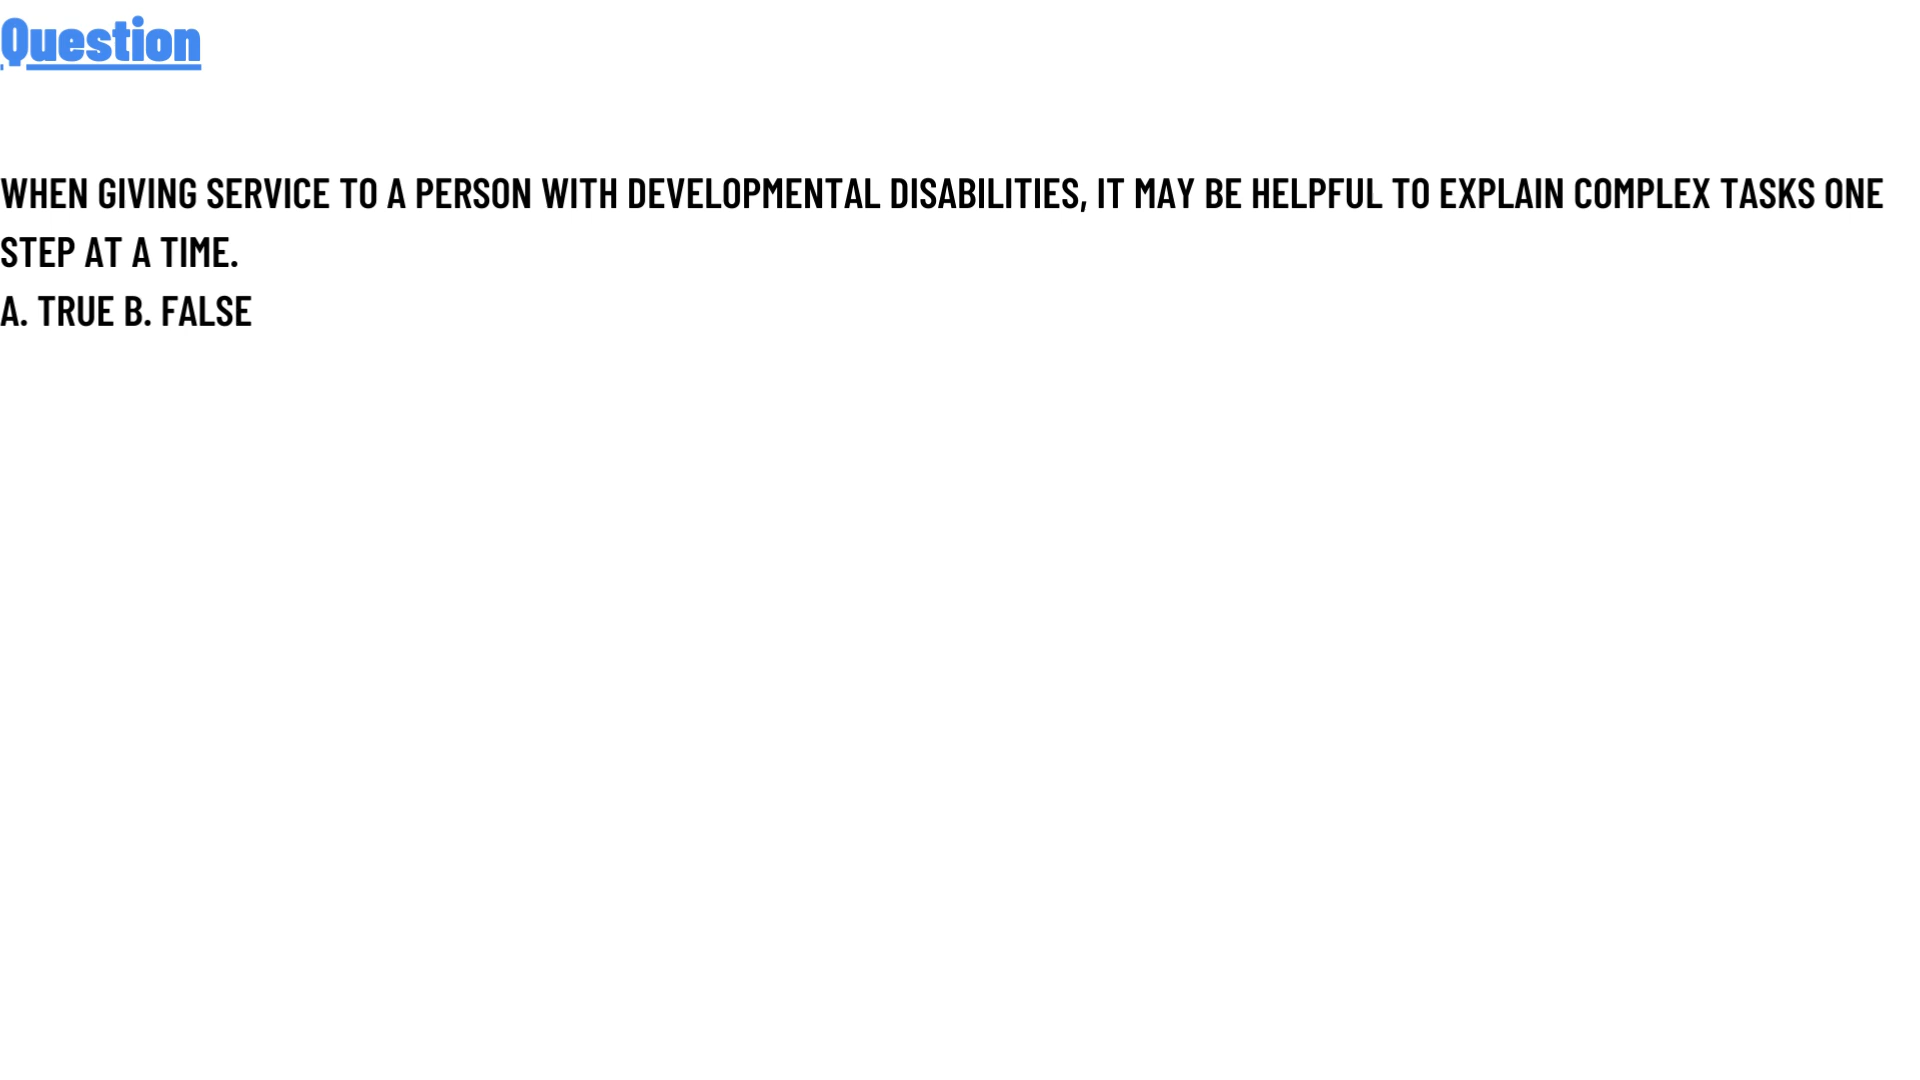 Question
WHEN GIVING SERVICE TO A PERSON WITH DEVELOPMENTAL DISABILITIES, IT MAY BE HELPFUL TO EXPLAIN COMPLEX TASKS ONE
STEP AT A TIME.
A. TRUE B. FALSE